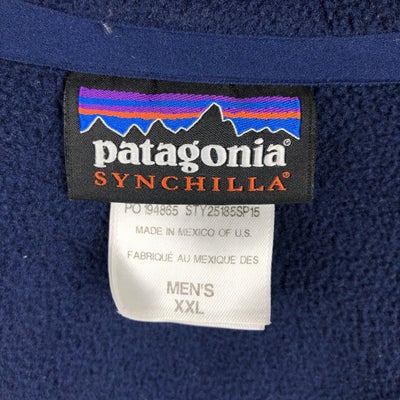 patagonia®
SYNCHILLA®
PO 194865 STY25185SP15
MADE IN MEXICO OF U.S.
FABRIQUÉ AU MEXIQUE DES
MEN'S
XXL